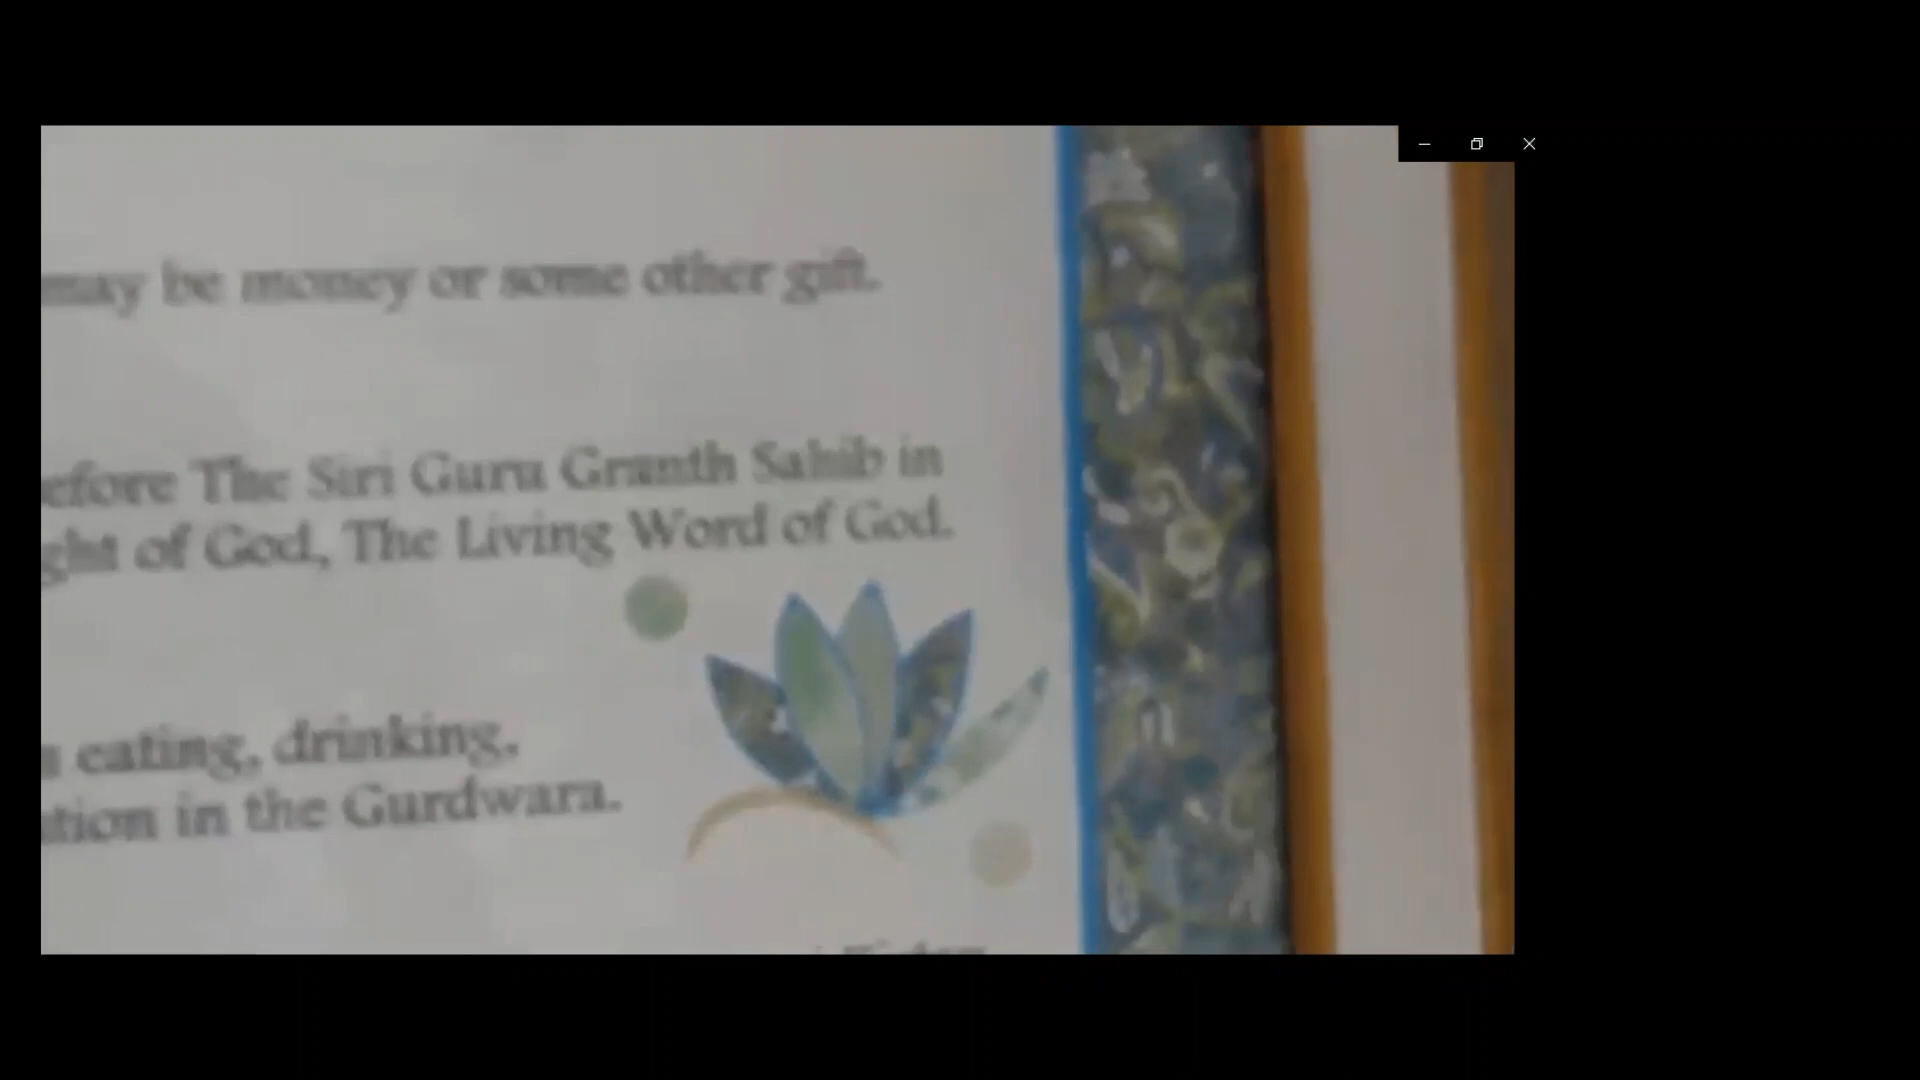 may be money or some other gift.
efore The Siri Guru Granth Sahib in
ght of God, The Living Word of God.
eating, drinking,
tion in the Gurdwara.